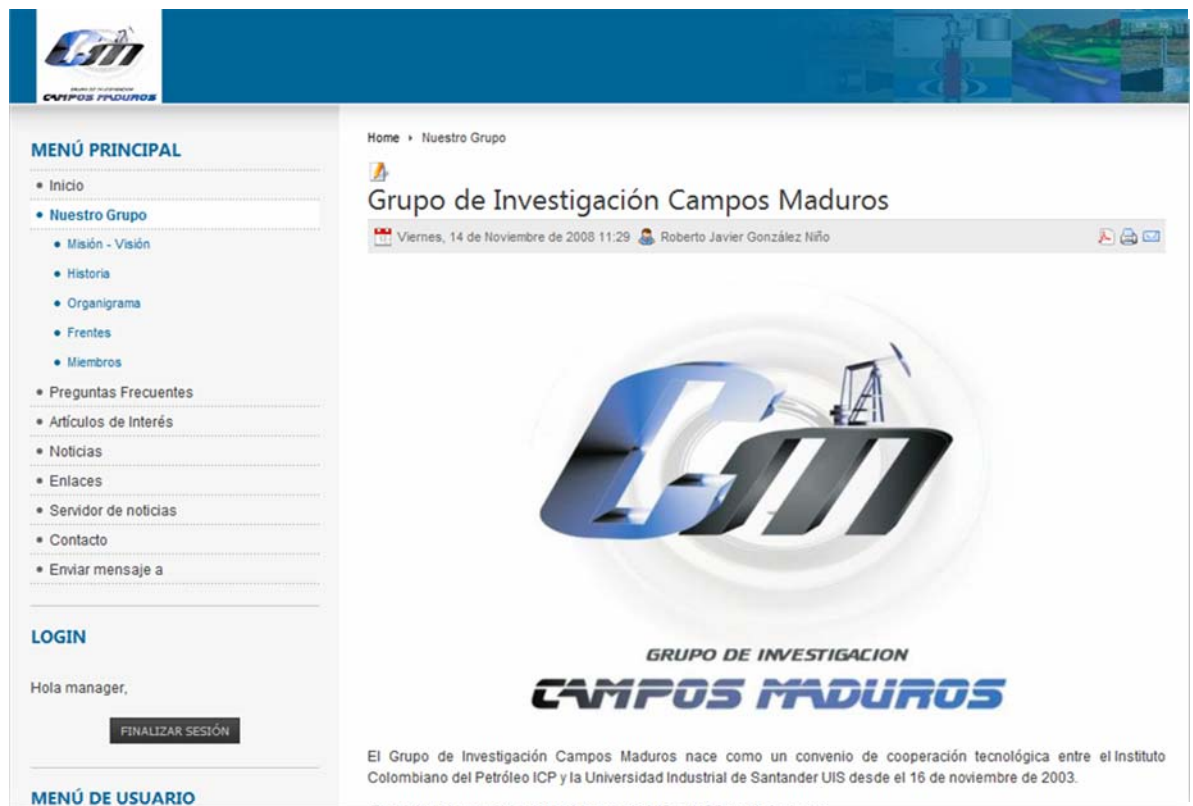 GRUPO DE INVESTIGACION
CAMPOS MADUROS
MENÚ PRINCIPAL
Inicio
Nuestro Grupo
Misión - Visión
Historia
Organigrama
Frentes
Miembros
Preguntas Frecuentes
Artículos de Interés
Noticias
Enlaces
Servidor de noticias
Contacto
Enviar mensaje a
LOGIN
Hola manager,
FINALIZAR SESIÓN
MENÚ DE USUARIO
Home Nuestro Grupo
Grupo de Investigación Campos Maduros
Viernes, 14 de Noviembre de 2008 11:29 Roberto Javier González Niño
Cm
GRUPO DE INVESTIGACION
CAMPOS MADUROS
El Grupo de Investigación Campos Maduros nace como un convenio de cooperación tecnológica entre el Instituto
Colombiano del Petróleo ICP y la Universidad Industrial de Santander UIS desde el 16 de noviembre de 2003.